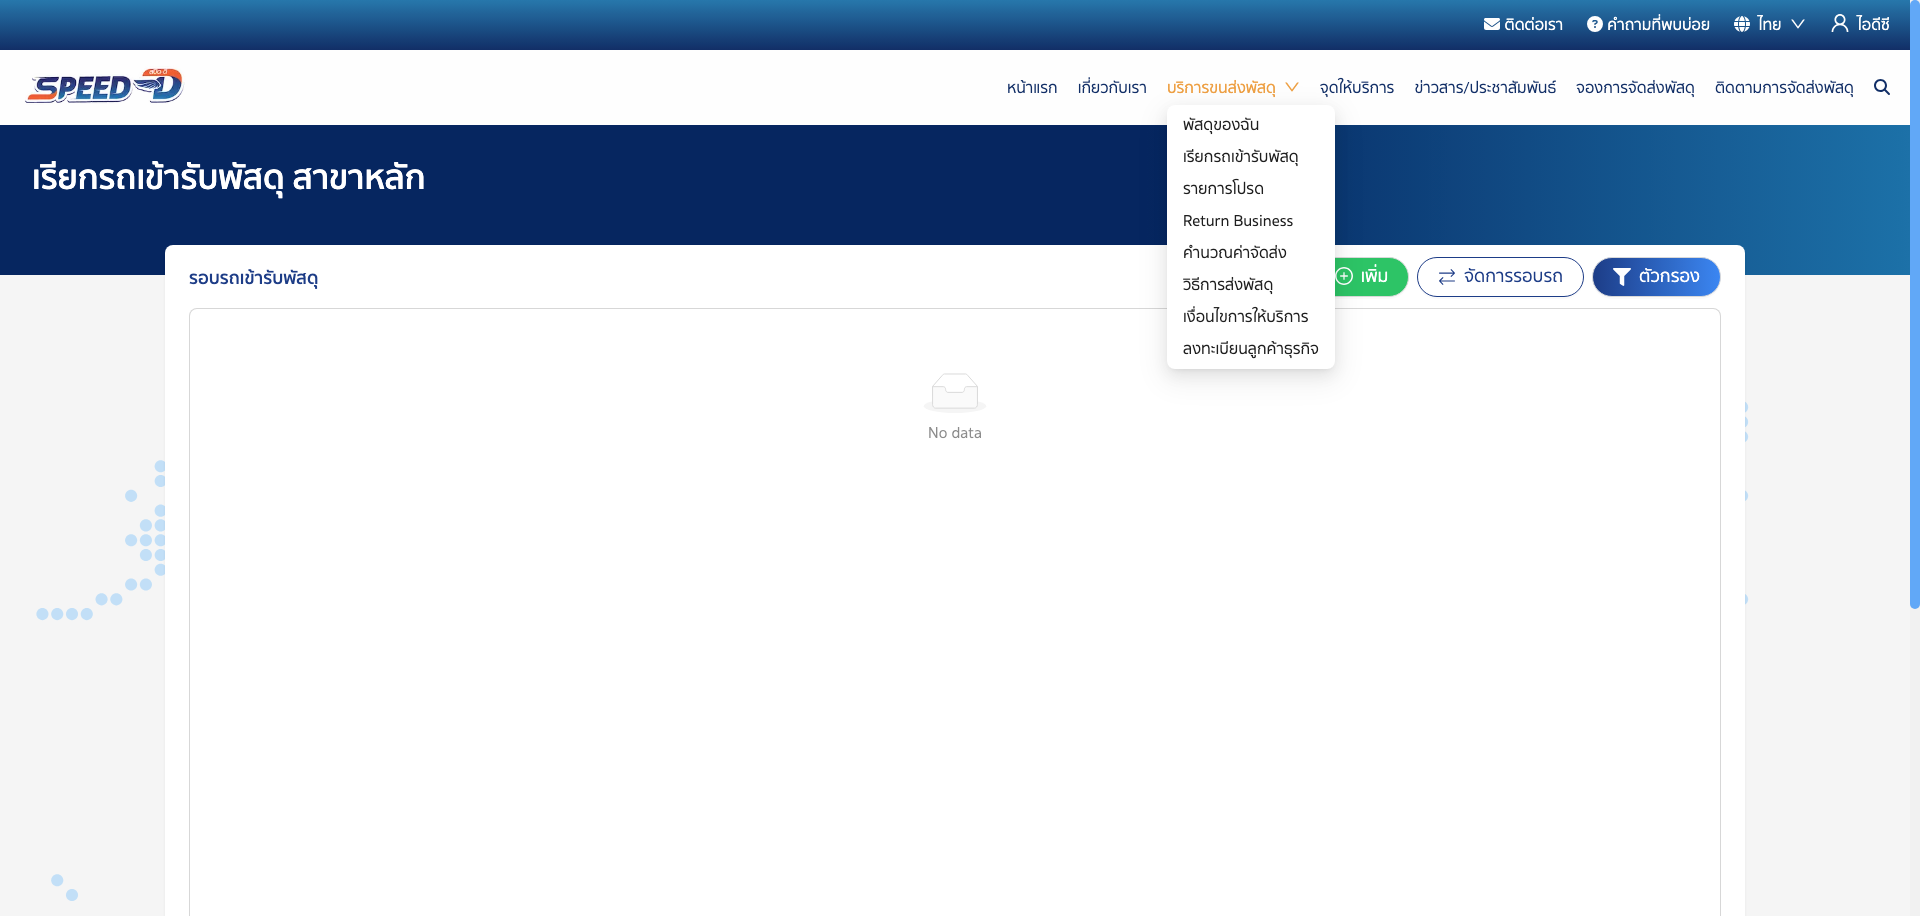 ติดต่อเรา คำถามที่พบบ่อย ไทย ไอดีซี
สปีด-ดี
SPEED-D
หน้าแรก เกี่ยวกับเรา บริการขนส่งพัสดุ จุดให้บริการ ข่าวสาร/ประชาสัมพันธ์ จองการจัดส่งพัสดุ ติดตามการจัดส่งพัสดุ
พัสดุของฉัน
เรียกรถเข้ารับพัสดุ
รายการโปรด
Return Business
คำนวณค่าจัดส่ง
วิธีการส่งพัสดุ
เงื่อนไขการให้บริการ
ลงทะเบียนลูกค้าธุรกิจ
เรียกรถเข้ารับพัสดุ สาขาหลัก
รอบรถเข้ารับพัสดุ
เพิ่ม จัดการรอบรถ ตัวกรอง
No data